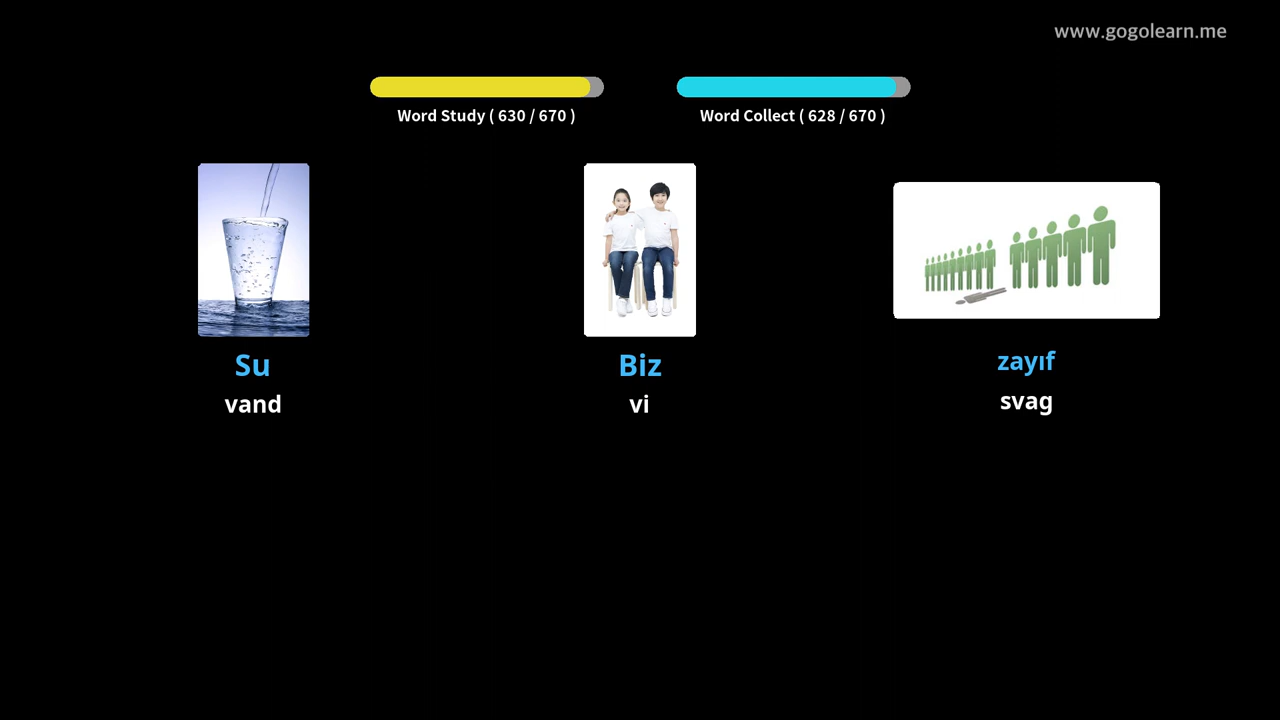 www.gogolearn.me
Word Study ( 630 / 670 )
Word Collect ( 628 / 670 )
Su
vand
Biz
vi
zayıf
svag